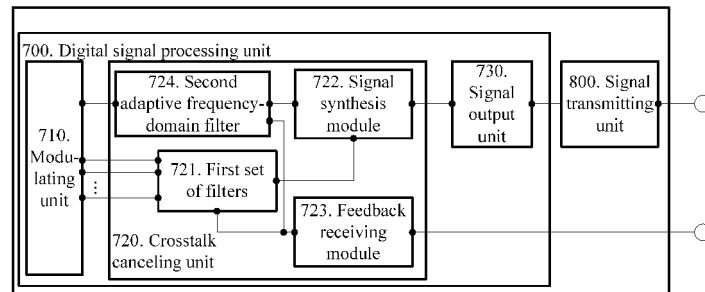 700. Digital signal processing unit
710.
Modu-
lating
unit
724. Second
adaptive frequency-
domain filter
722. Signal
synthesis
module
730.
Signal
output
unit
800. Signal
transmitting
unit
721. First set
of filters
723. Feedback
receiving
module
720. Crosstalk
canceling unit